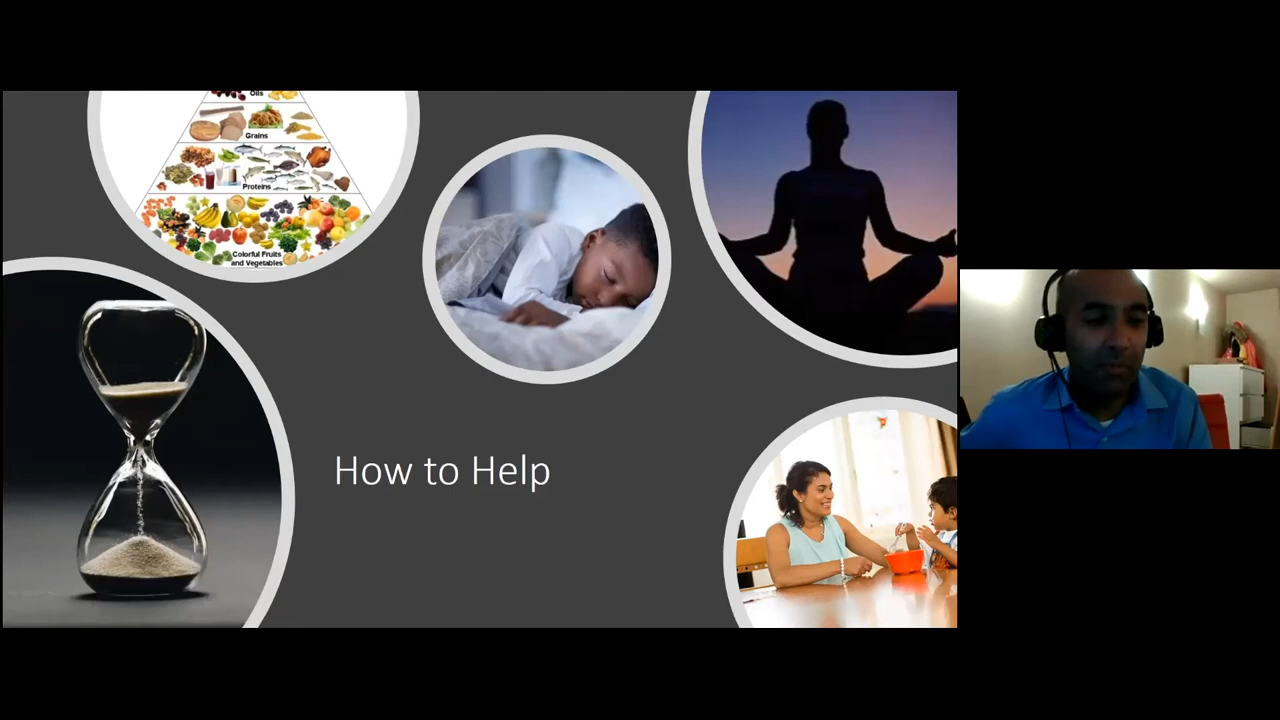 Oils
Grains
Proteins
Colorful Fruits
and Vegetables
How to Help